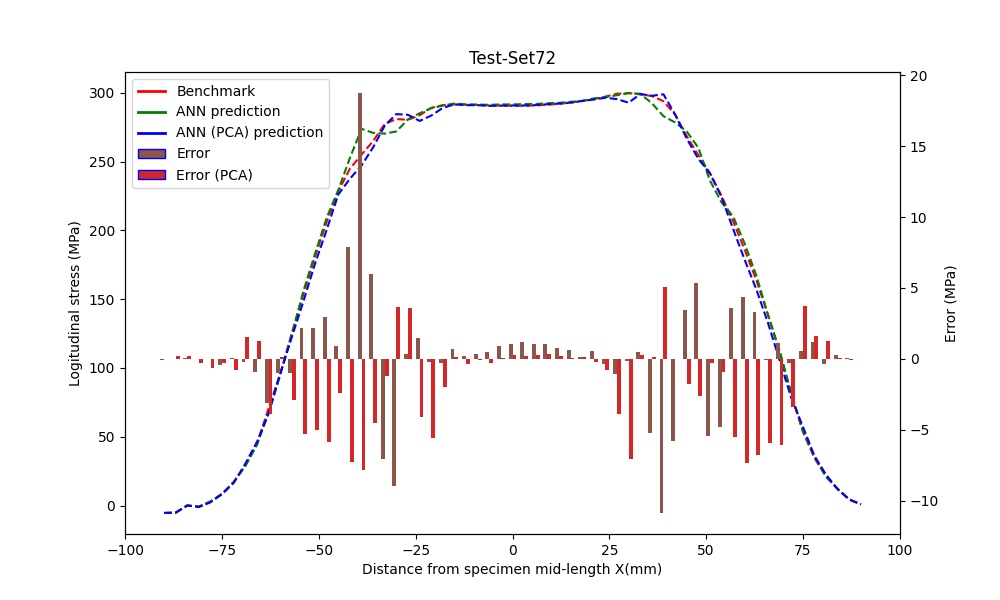 Test-Set72
Benchmark
ANN prediction
ANN (PCA) prediction
Error
Error (PCA)
Logitudinal stress (MPa)
300
250
200
150
100
50
0
20
15
10
5
0
−5
−10
Error (MPa)
−100 −75 −50 −25 0 25 50 75 100
Distance from specimen mid-length X(mm)